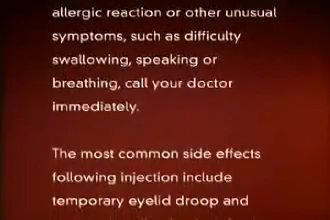 allergic reaction or other unusual
symptoms, such as difficulty
swallowing, speaking or
breathing, call your doctor
immediately.
The most common side effects
following injection include
temporary eyelid droop and